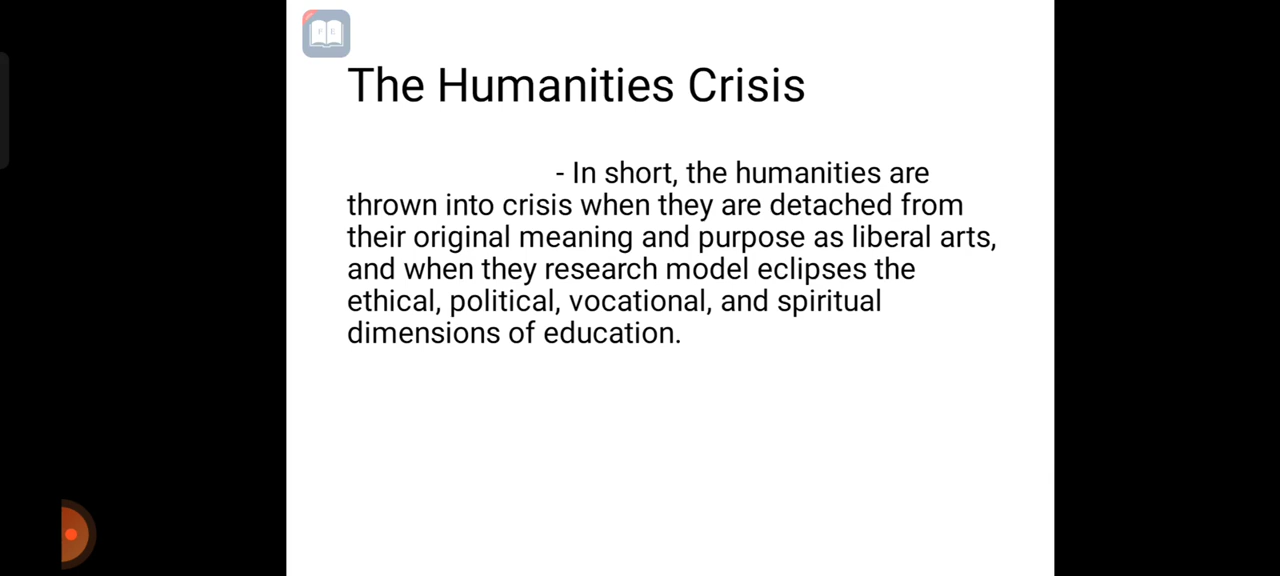 P E
The Humanities Crisis
- In short, the humanities are
thrown into crisis when they are detached from
their original meaning and purpose as liberal arts,
and when they research model eclipses the
ethical, political, vocational, and spiritual
dimensions of education.